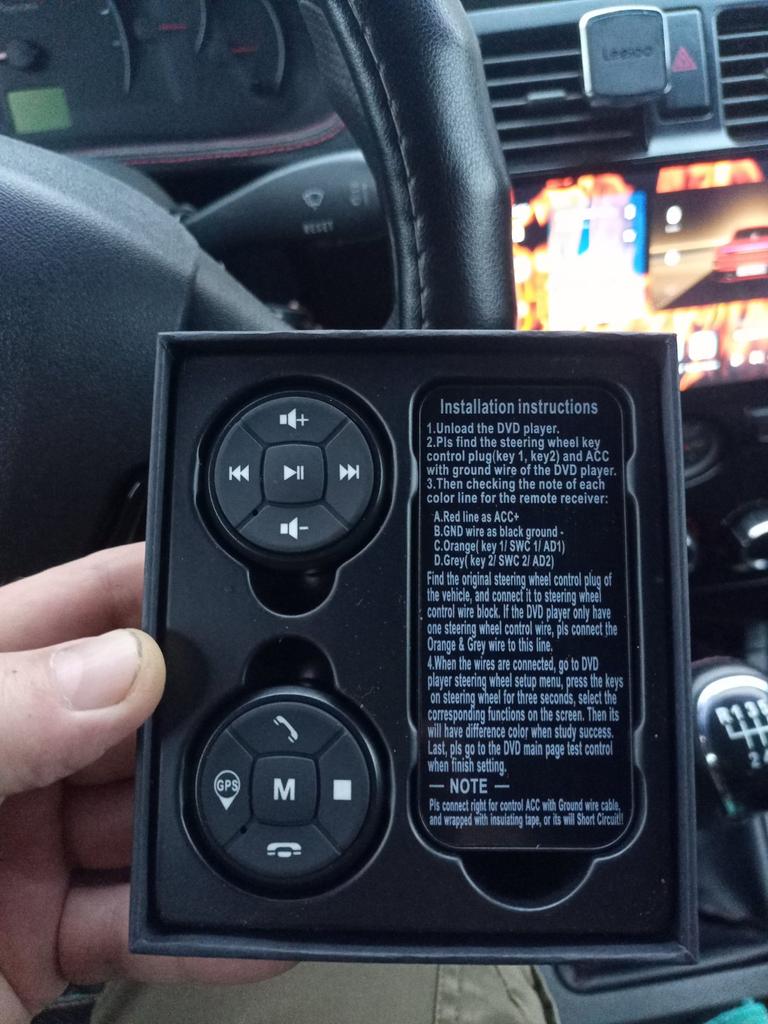 Leeioo
RESET
Installation instructions
1.Unload the DVD player.
2.Pls find the steering wheel key
control plug(key 1, key2) and ACC
with ground wire of the DVD player.
3.Then checking the note of each
color line for the remote receiver:
A.Red line as ACC+
B.GND wire as black ground -
C.Orange( key 1/ SWC 1/ AD1)
D.Grey( key 2/ SWC 2/ AD2)
Find the original steering wheel control plug of
the vehicle, and connect it to steering wheel
control wire block. If the DVD player only have
one steering wheel control wire, pls connect the
Orange & Grey wire to this line.
4.When the wires are connected, go to DVD
player steering wheel setup menu, press the keys
on steering wheel for three seconds, select the
corresponding functions on the screen. Then its
will have difference color when study success.
Last, pls go to the DVD main page test control
when finish setting.
— NOTE —
Pls connect right for control ACC with Ground wire cable,
and wrapped with insulating tape, or its will Short Circuit!!
GPS
M
R 1 3 5
2 4